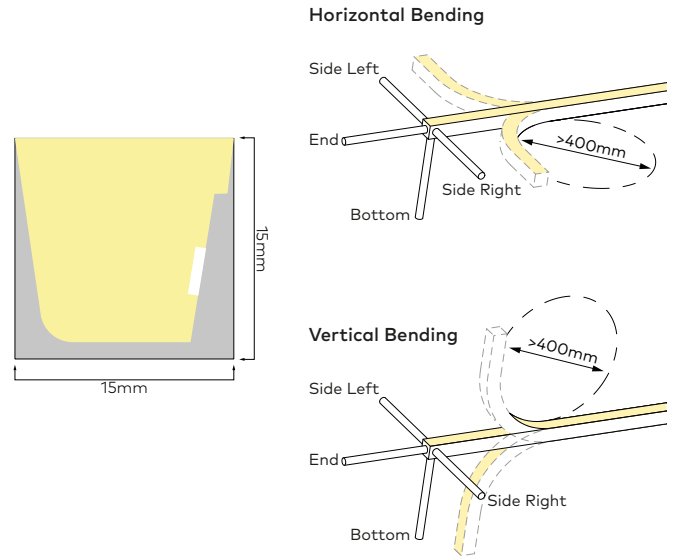 Horizontal Bending
Side Left
End
>400mm
Side Right
Bottom
15mm
15mm
Vertical Bending
>400mm
Side Left
End
Side Right
Bottom